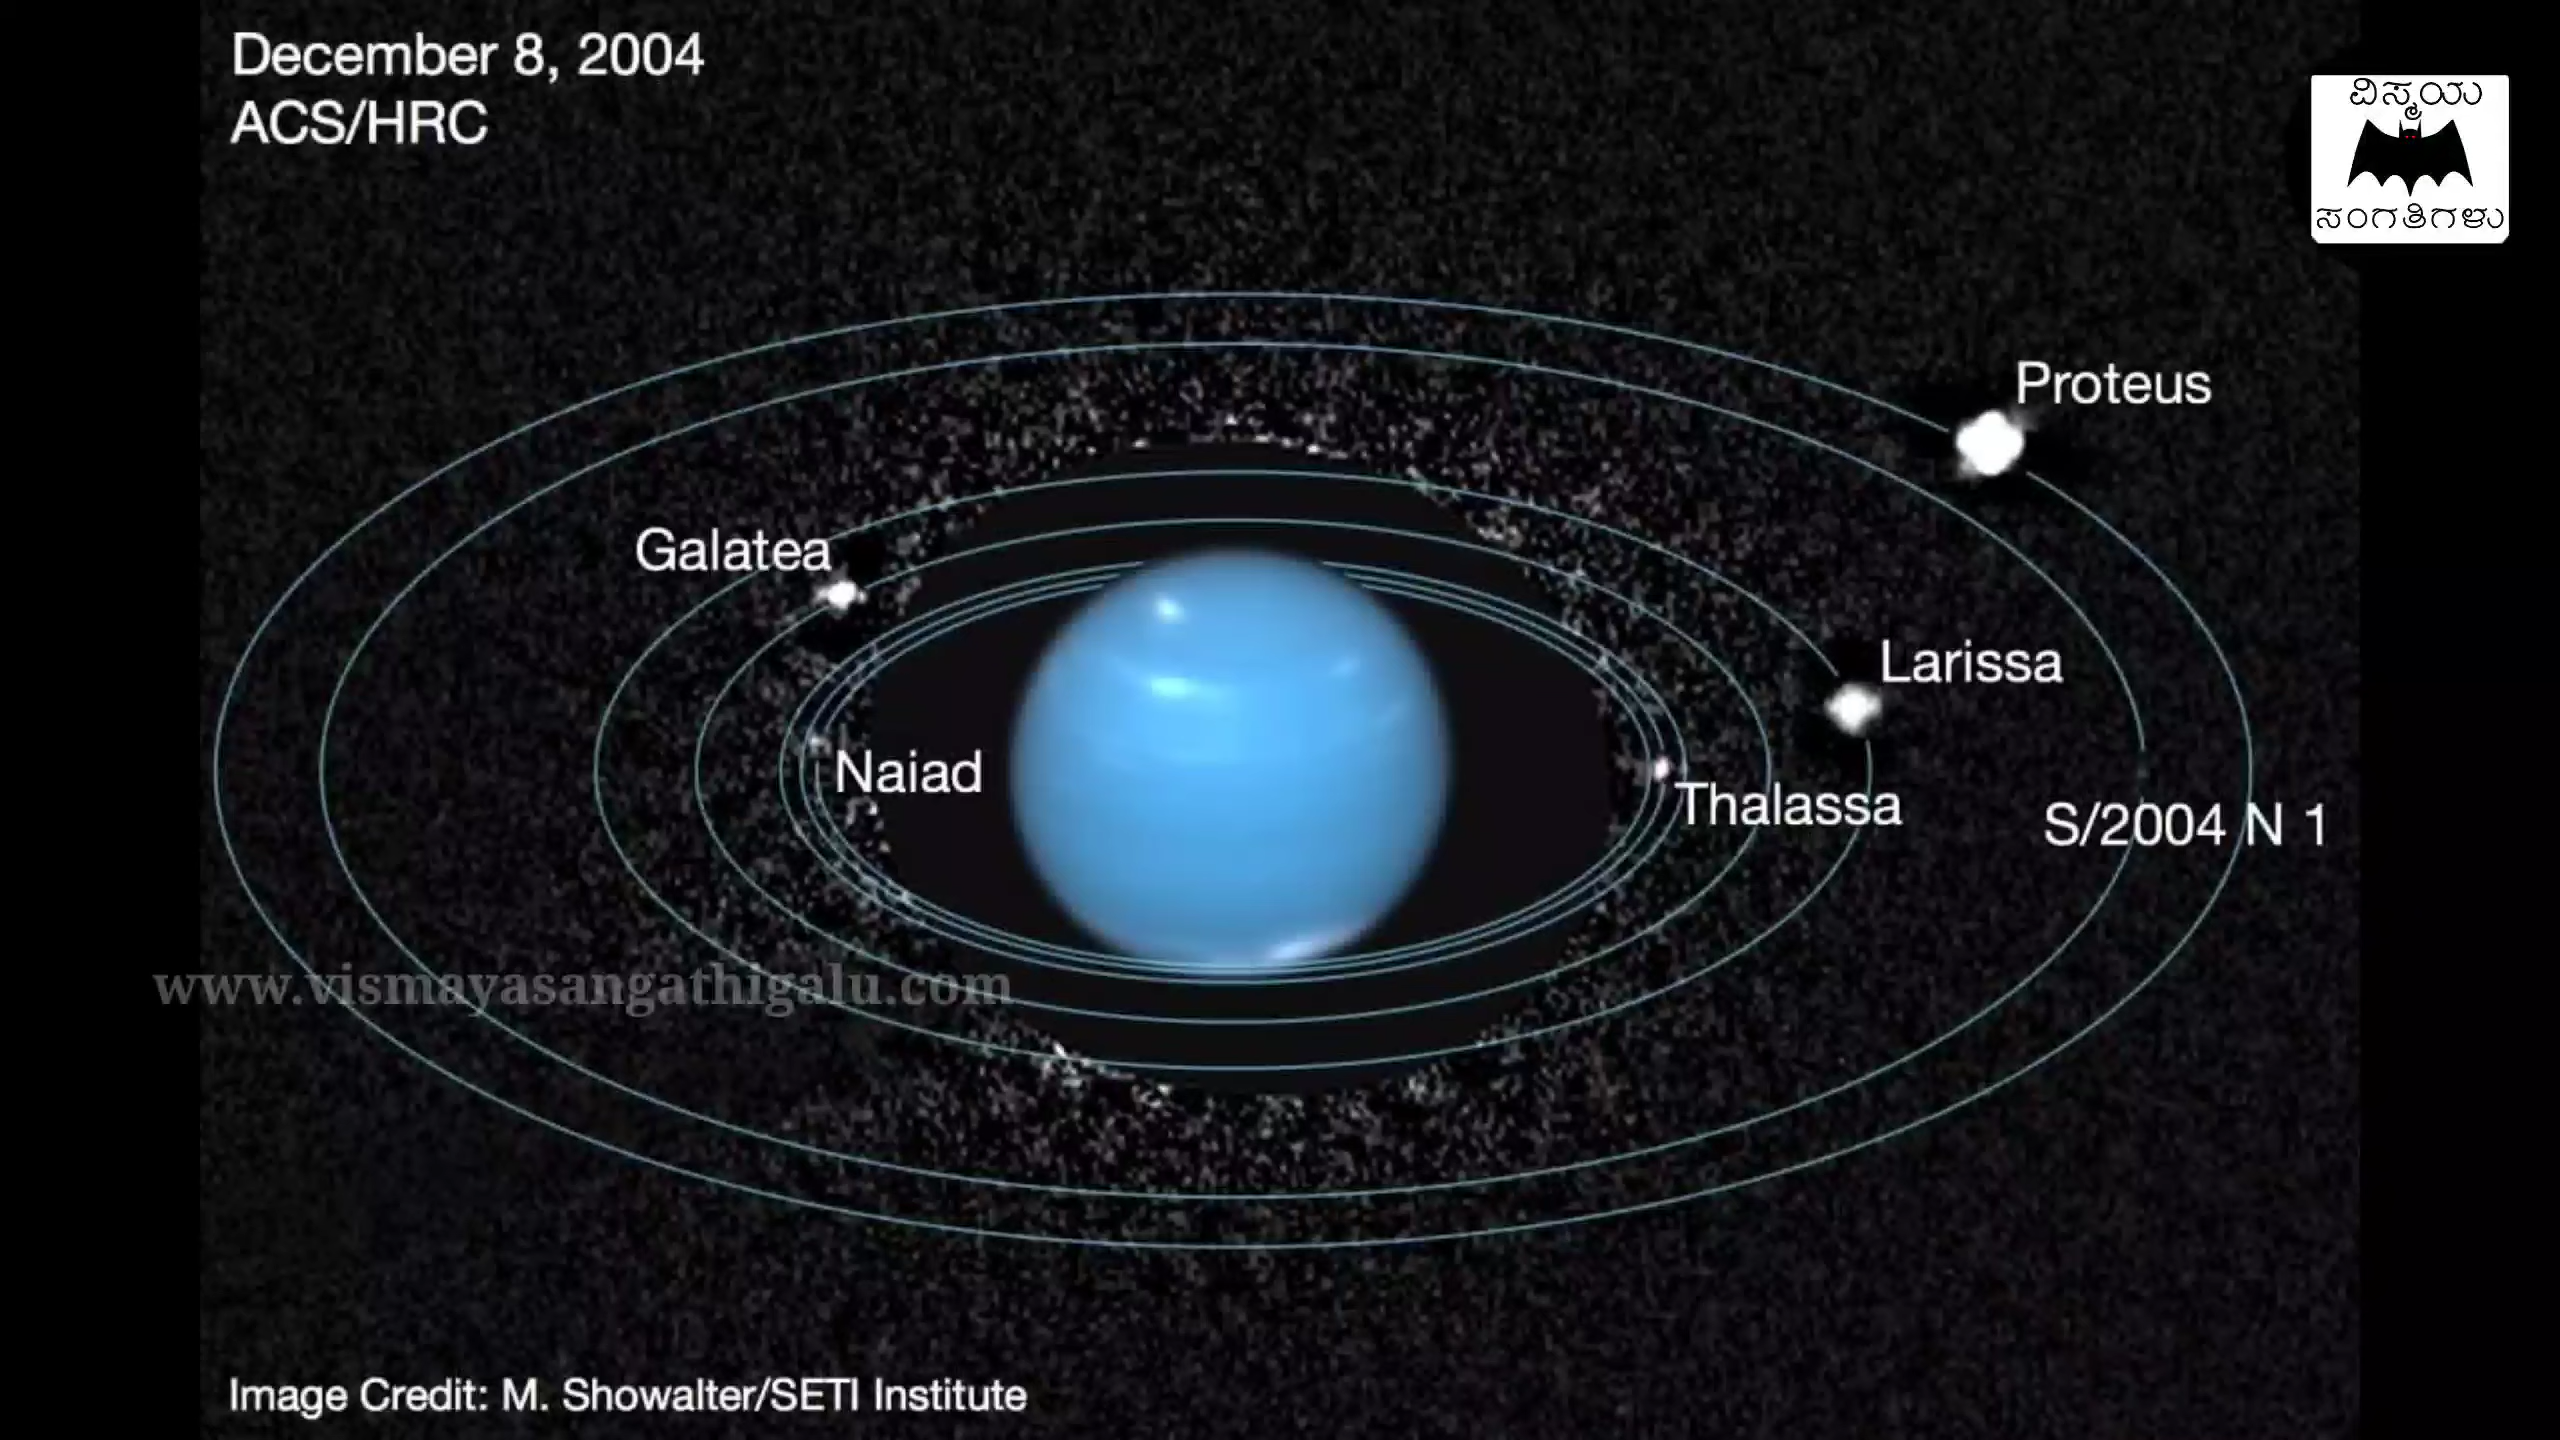 December 8, 2004
ACS/HRC
ವಿಸ್ಮಯ
ಸಂಗತಿಗಳು
Proteus
Galatea
Larissa
Naiad
Thalassa
S/2004 N 1
www.vismayasangathigalu.com
Image Credit: M. Showalter/SETI Institute